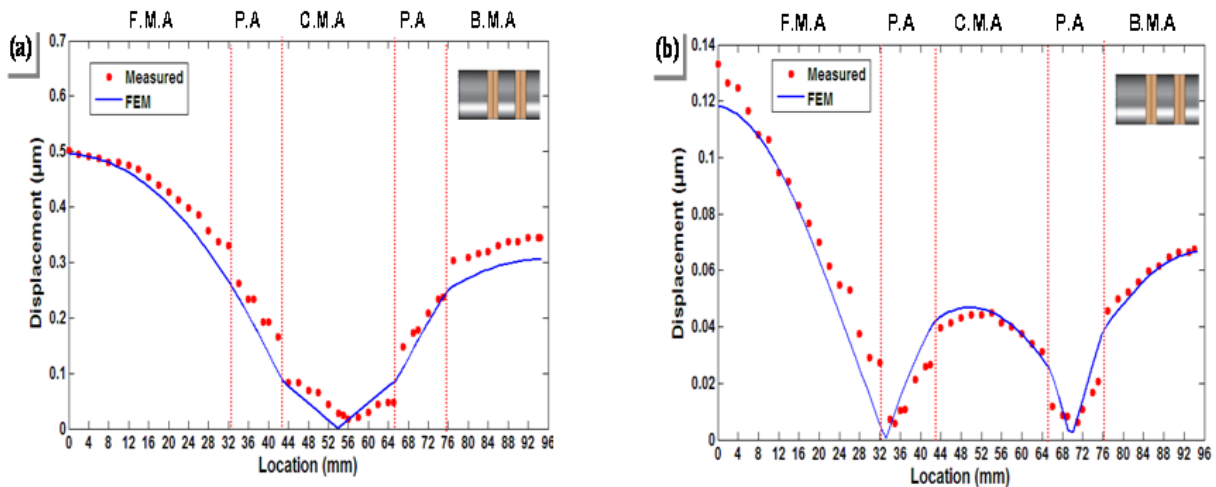 F.M.A P.A C.M.A P.A B.M.A
(a)
0.7
0.6
0.5
0.4
0.3
0.2
0.1
0
Displacement (µm)
Measured
FEM
0 4 8 12 16 20 24 28 32 36 40 44 48 52 56 60 64 68 72 76 80 84 88 92 96
Location (mm)
F.M.A P.A C.M.A P.A B.M.A
(b)
0.14
0.12
0.1
0.08
0.06
0.04
0.02
0
Displacement (µm)
Measured
FEM
0 4 8 12 16 20 24 28 32 36 40 44 48 52 56 60 64 68 72 76 80 84 88 92 96
Location (mm)